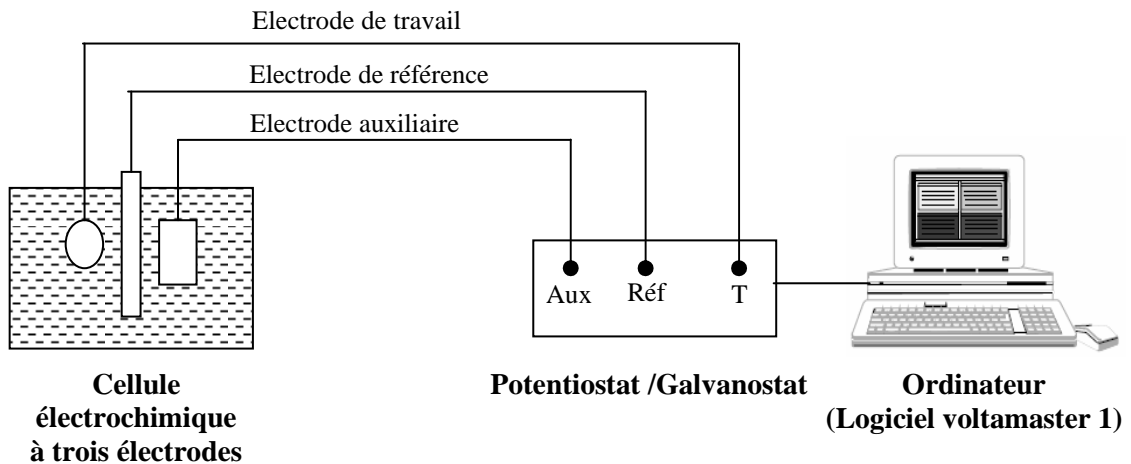 Electrode de travail
Electrode de référence
Electrode auxiliaire
Aux Réf T
Cellule
électrochimique
à trois électrodes
Potentiostat /Galvanostat
Ordinateur
(Logiciel voltamaster 1)